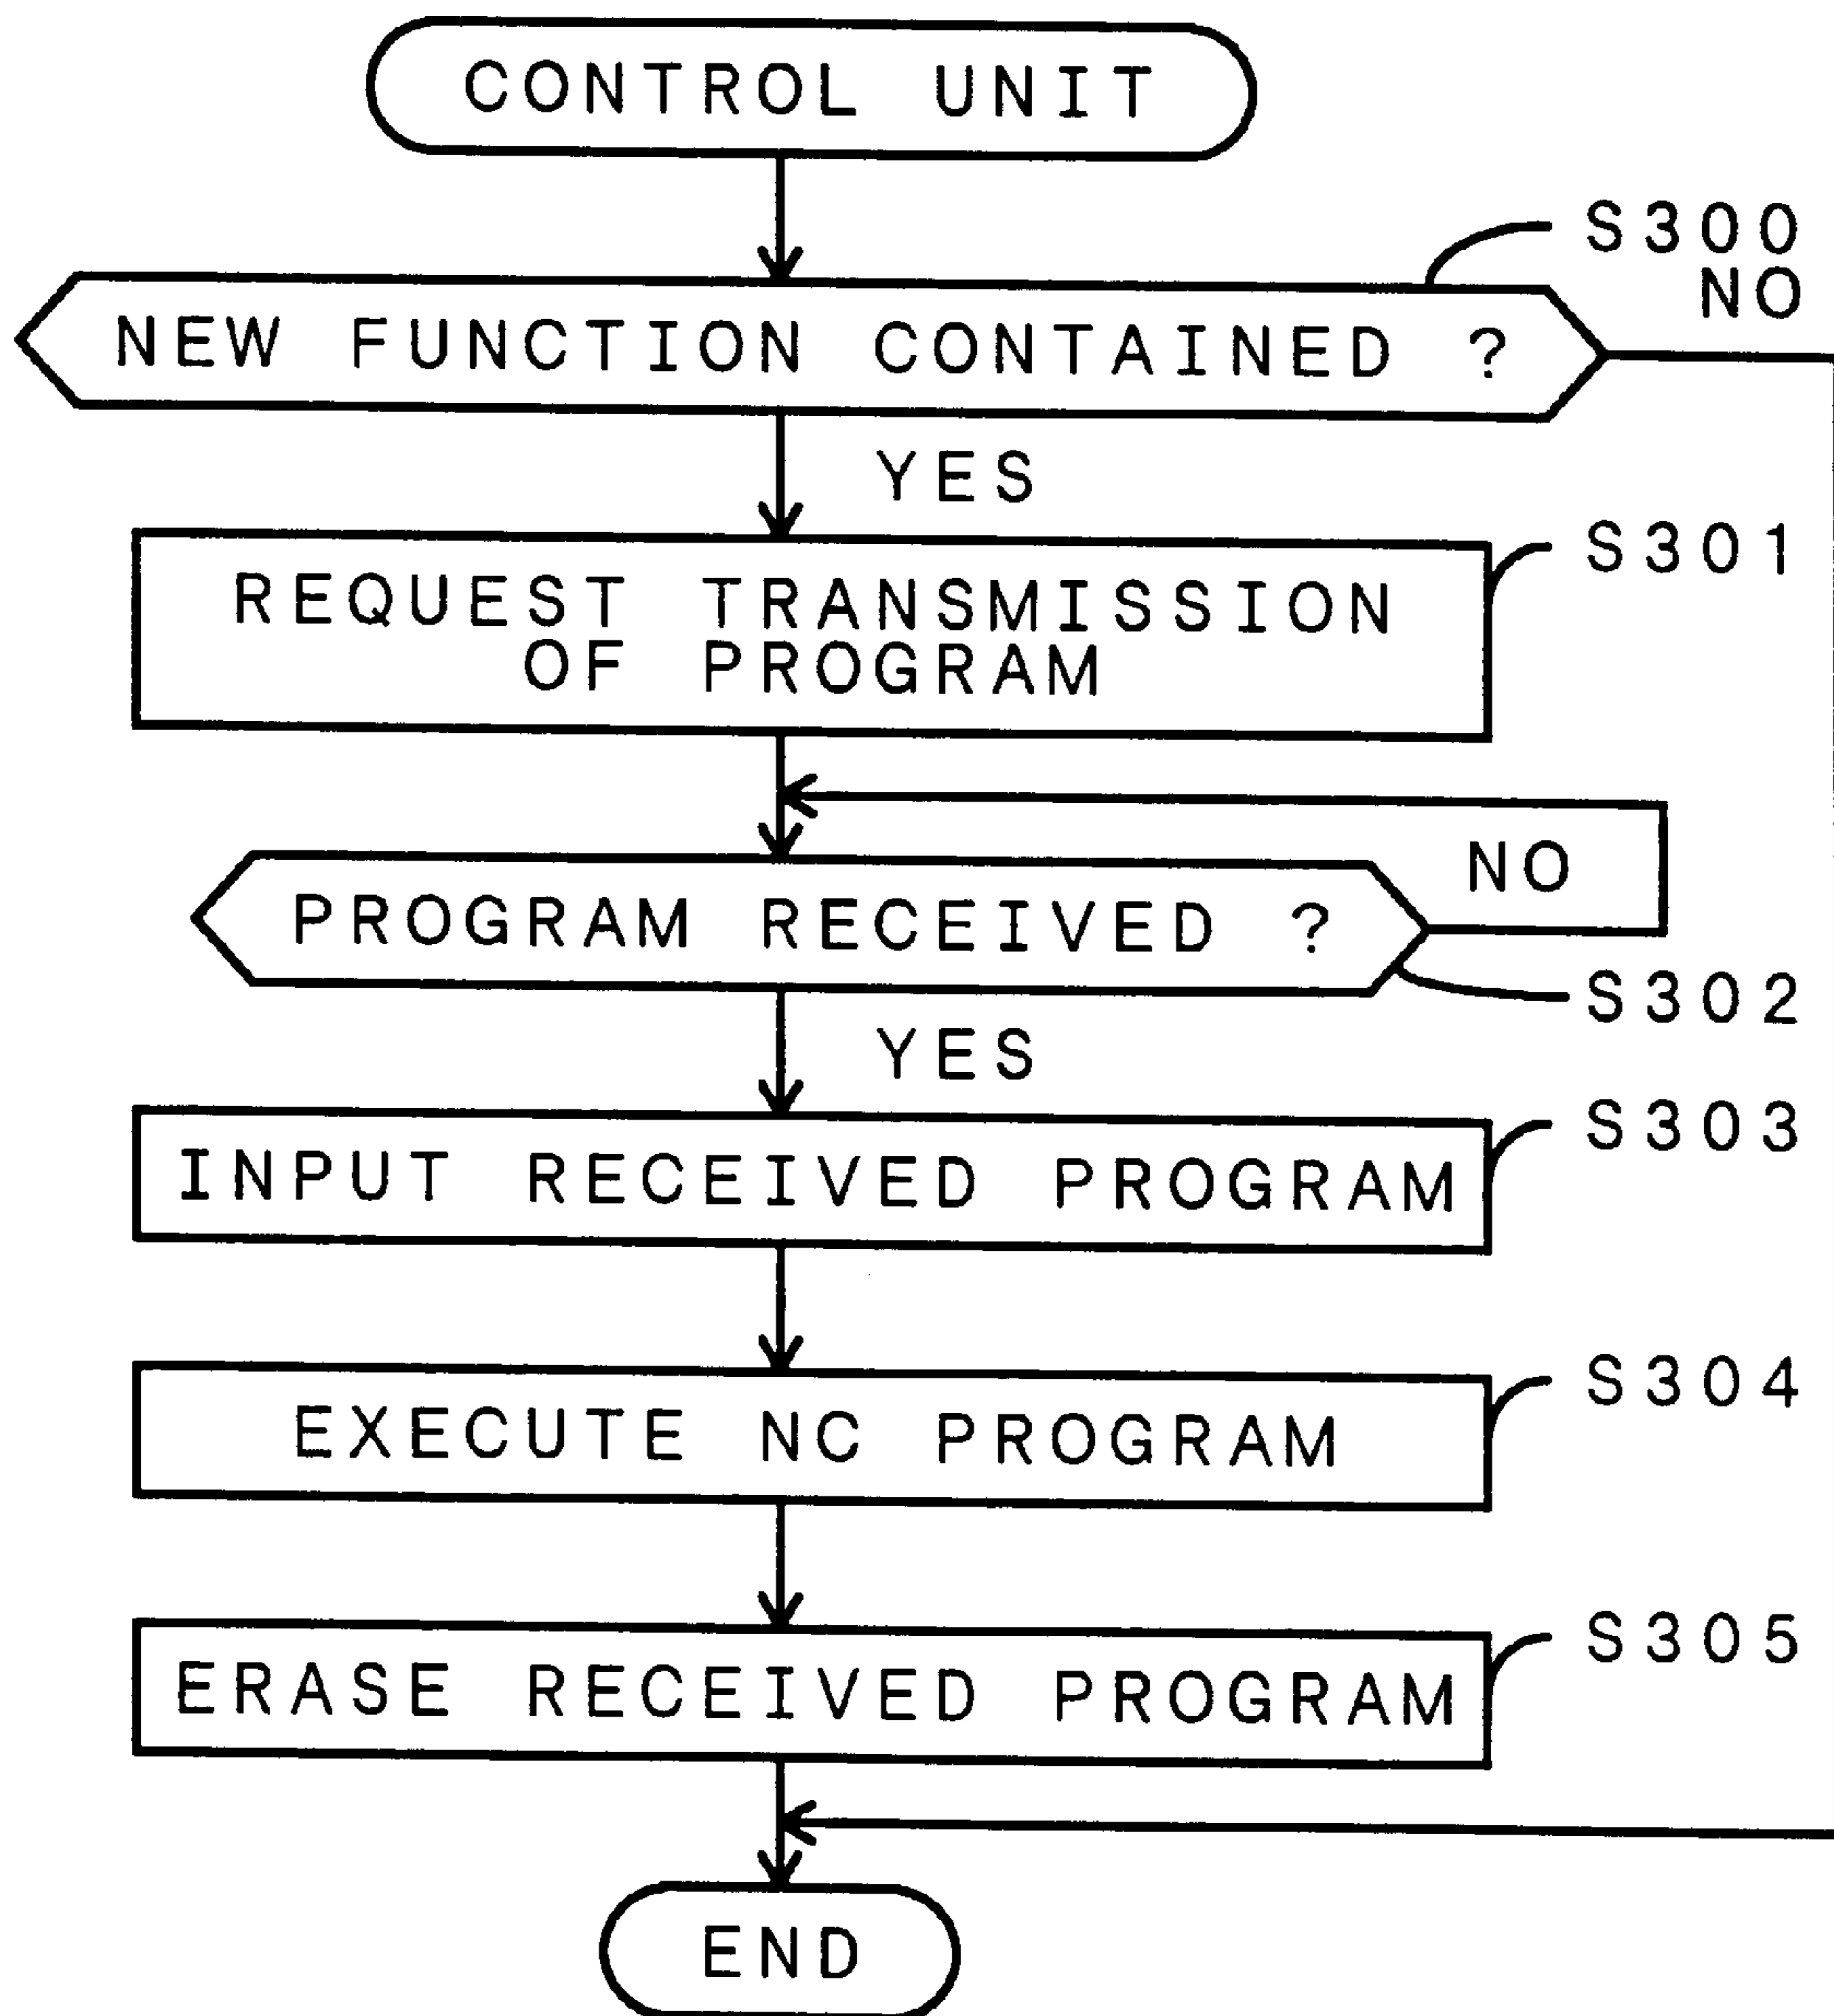 CONTROL UNIT
S300
NO
NEW FUNCTION CONTAINED ?
YES
S301
REQUEST TRANSMISSION
OF PROGRAM
NO
PROGRAM RECEIVED ?
S302
YES
S303
INPUT RECEIVED PROGRAM
S304
EXECUTE NC PROGRAM
S305
ERASE RECEIVED PROGRAM
END